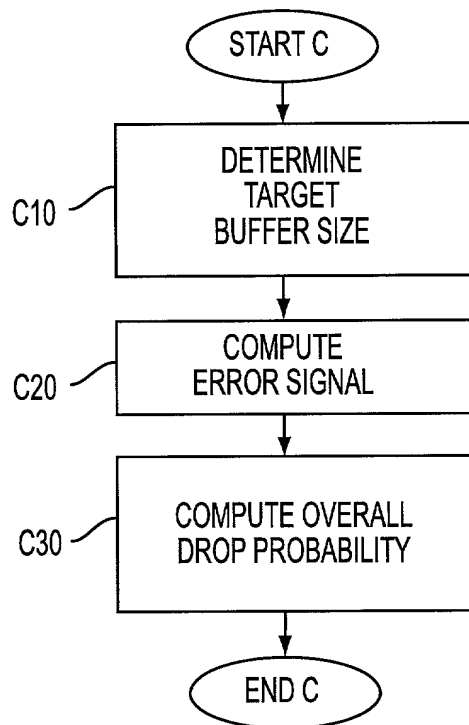 START C
C10
DETERMINE
TARGET
BUFFER SIZE
C20
COMPUTE
ERROR SIGNAL
C30
COMPUTE OVERALL
DROP PROBABILITY
END C